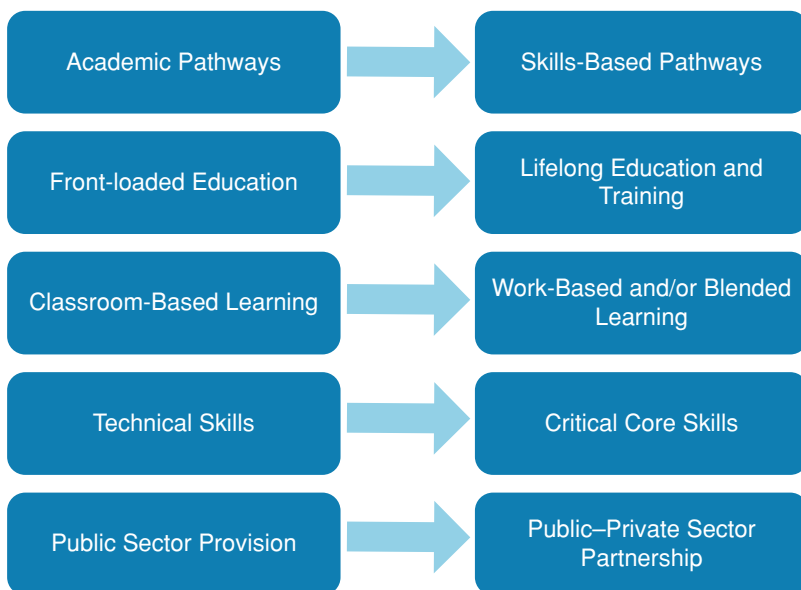 Academic Pathways
Skills-Based Pathways
Front-loaded Education
Lifelong Education and
Training
Classroom-Based Learning
Work-Based and/or Blended
Learning
Technical Skills
Critical Core Skills
Public Sector Provision
Public–Private Sector
Partnership